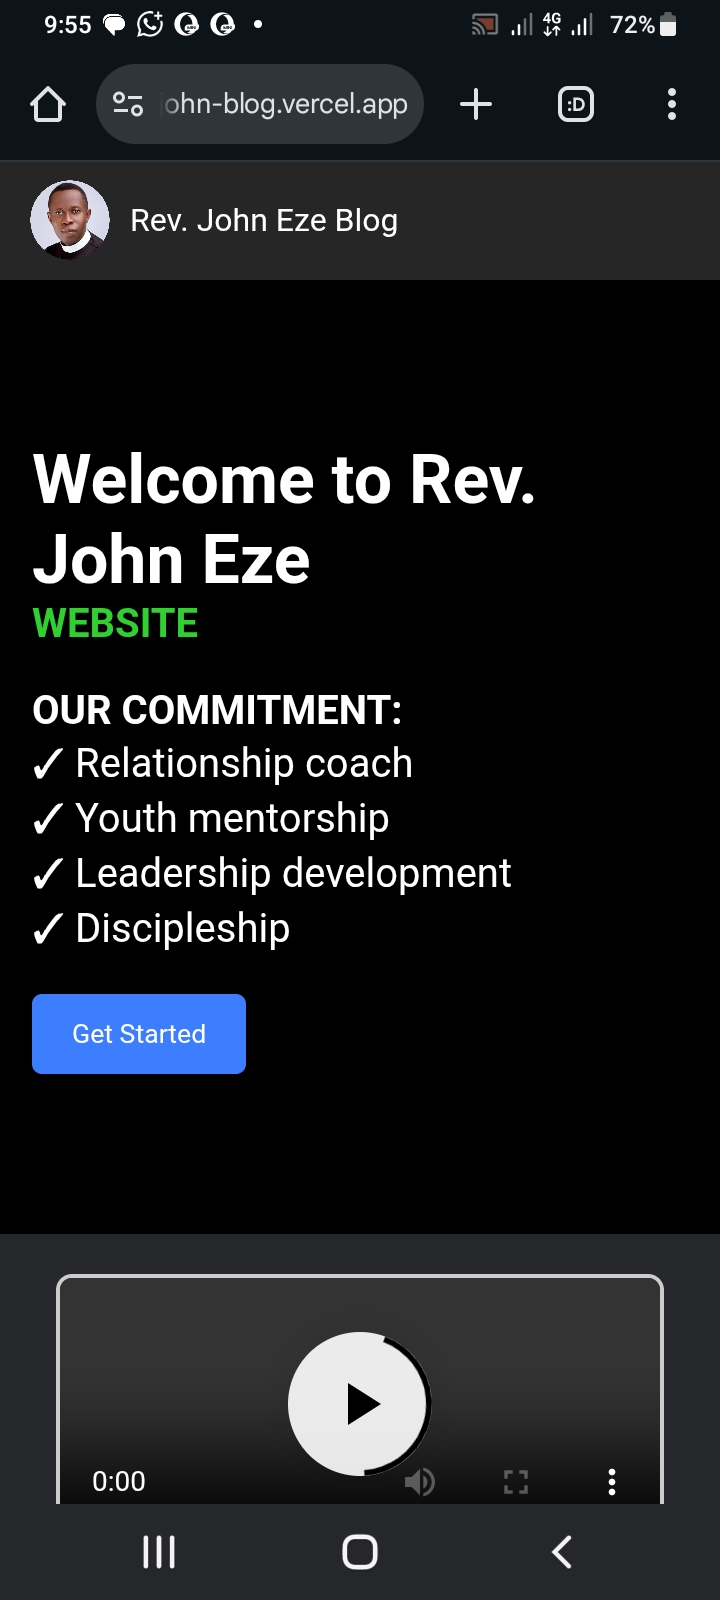 9:55
4G
72%
:D
ohn-blog.vercel.app
Rev. John Eze Blog
Welcome to Rev.
John Eze
WEBSITE
OUR COMMITMENT:
✓ Relationship coach
✓ Youth mentorship
✓ Leadership development
✓ Discipleship
Get Started
0:00